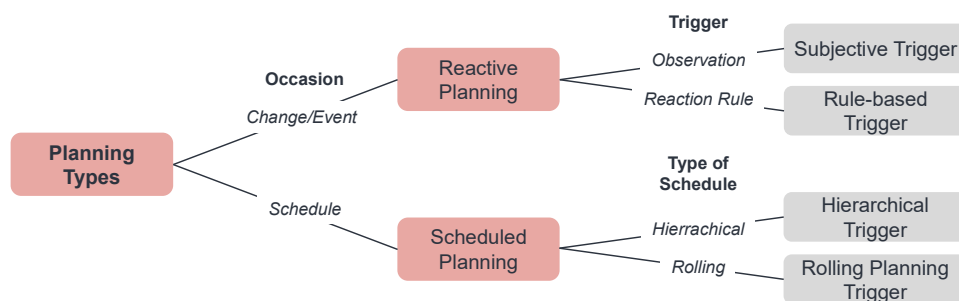 Planning
Types
Occasion
Change/Event
Schedule
Reactive
Planning
Trigger
Observation
Reaction Rule
Subjective Trigger
Rule-based
Trigger
Scheduled
Planning
Type of
Schedule
Hierrachical
Rolling
Hierarchical
Trigger
Rolling Planning
Trigger